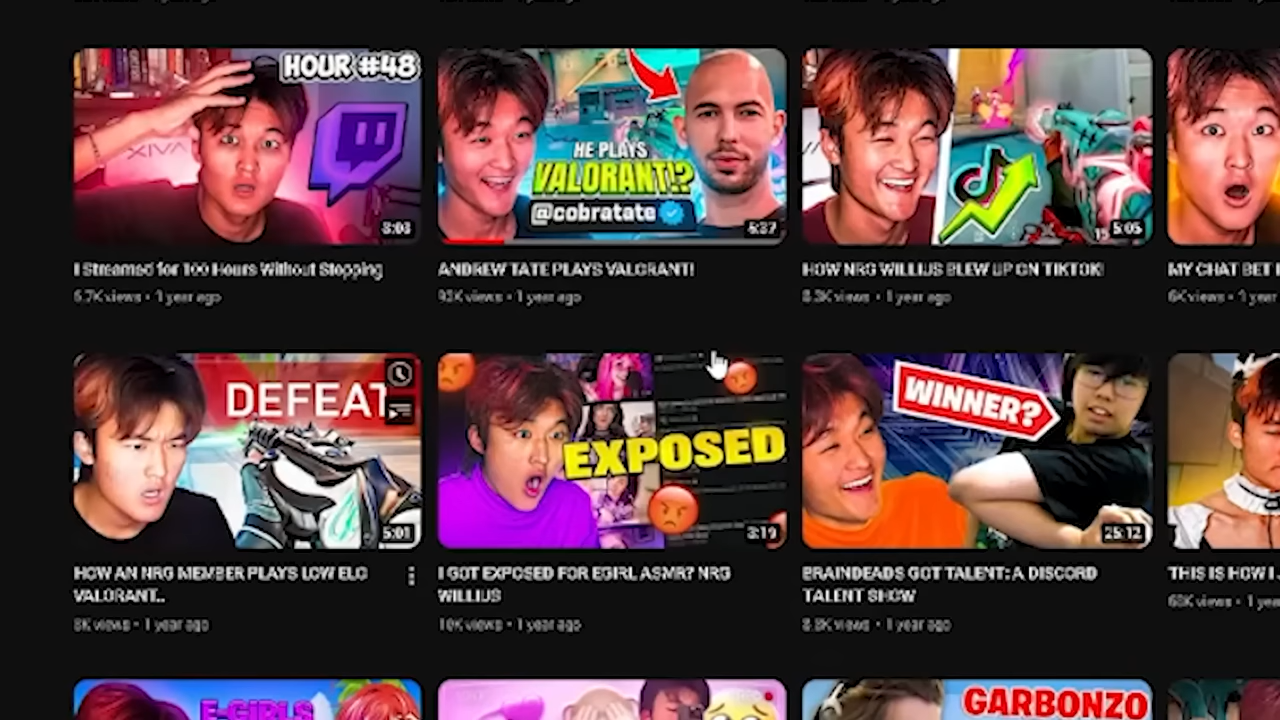 HOUR #48
XIVA
3:03
HE PLAYS
VALORANT!?
@cobratate
5:37
5:05
I Streamed for 100 Hours Without Stopping
ANDREW TATE PLAYS VALORANT!
HOW NRG WILLIUS BLEW UP ON TIKTOK!
MY CHAT BET I
6.7K views • 1 year ago
93K views • 1 year ago
8.3K views • 1 year ago
6K views • 1 year
DEFEAT
5:01
EXPOSED
3:19
WINNER?
25:12
HOW AN NRG MEMBER PLAYS LOW ELO
VALORANT..
I GOT EXPOSED FOR EGIRL ASMR? NRG
WILLIUS
BRAINDEADS GOT TALENT: A DISCORD
TALENT SHOW
THIS IS HOW I
8K views • 1 year ago
10K views • 1 year ago
8.8K views • 1 year ago
60K views • 1 year
E-GIRLS
GARBONZO